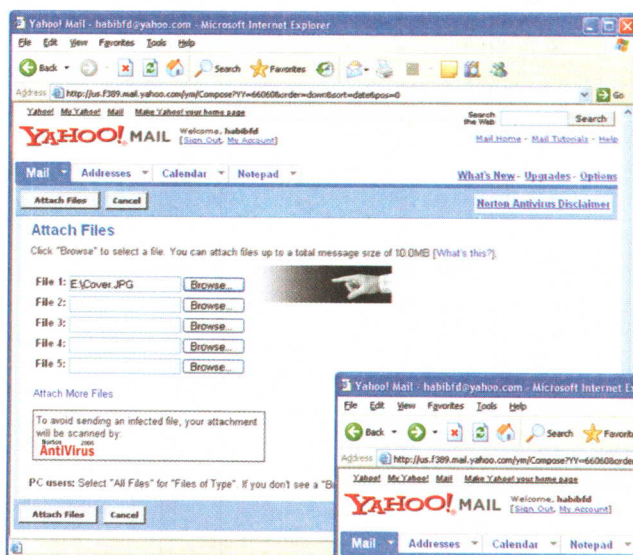 Yahoo! Mail - habibfd@yahoo.com - Microsoft Internet Explorer
File Edit View Favorites Tools Help
Back Search Favorites
Address http://us.f389.mail.yahoo.com/ym/Compose?YY=66060&order=down&sort=date&pos=0 Go
Yahoo! My Yahoo! Mail Make Yahoo! your home page
Search the Web Search
YAHOO! MAIL Welcome, habibfd
[Sign Out, My Account]
Mail Home - Mail Tutorials - Help
Mail Addresses Calendar Notepad What's New - Upgrades - Options
Attach Files Cancel Norton Antivirus Disclaimer
Attach Files
Click "Browse" to select a file. You can attach files up to a total message size of 10.0MB [What's this?].
File 1: E:\Cover.JPG Browse...
File 2: Browse...
File 3: Browse...
File 4: Browse...
File 5: Browse...
Attach More Files
To avoid sending an infected file, your attachment
will be scanned by:
Norton 2005
AntiVirus
PC users: Select "All Files" for "Files of Type". If you don't see a "B
Attach Files Cancel
Yahoo! Mail - habibfd@yahoo.com - Microsoft Internet Ex
File Edit View Favorites Tools Help
Back Search Favorit
Address http://us.f389.mail.yahoo.com/ym/Compose?YY=66060&order
Yahoo! My Yahoo! Mail Make Yahoo! your home page
YAHOO! MAIL Welcome, habibfd
[Sign Out, My Account]
Mail Addresses Calendar Notepad